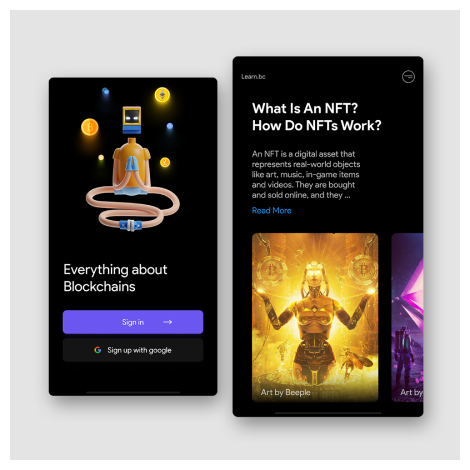 Everything about
Blockchains
Sign in
Sign up with google
Learn.bc
What Is An NFT?
How Do NFTs Work?
An NFT is a digital asset that
represents real-world objects
like art, music, in-game items
and videos. They are bought
and sold online, and they ...
Read More
Art by Beeple
Art by